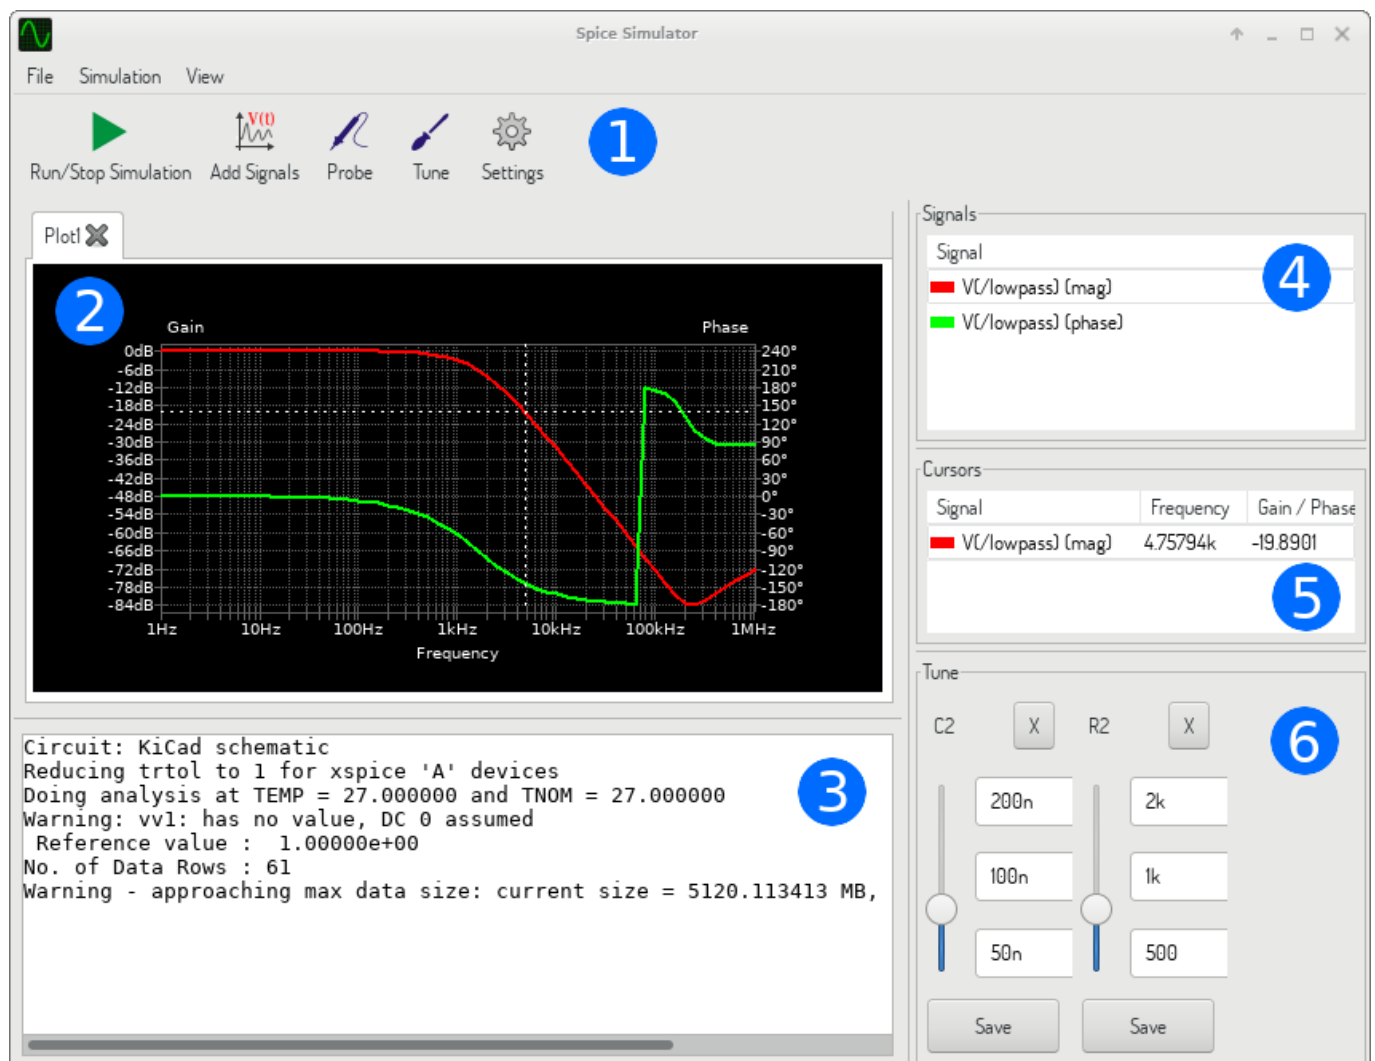 Spice Simulator
File Simulation View
V(t)
Run/Stop Simulation Add Signals Probe Tune Settings
1
Plot1
2
Gain Phase
0dB 240°
-6dB 210°
-12dB 180°
-18dB 150°
-24dB 120°
-30dB 90°
-36dB 60°
-42dB 30°
-48dB 0°
-54dB -30°
-60dB -60°
-66dB -90°
-72dB -120°
-78dB -150°
-84dB -180°
1Hz 10Hz 100Hz 1kHz 10kHz 100kHz 1MHz
Frequency
Circuit: KiCad schematic
Reducing trtol to 1 for xspice 'A' devices
Doing analysis at TEMP = 27.000000 and TNOM = 27.000000
Warning: vv1: has no value, DC 0 assumed
Reference value : 1.00000e+00
No. of Data Rows : 61
Warning - approaching max data size: current size = 5120.113413 MB,
3
Signals
Signal
V(/lowpass) (mag)
V(/lowpass) (phase)
4
Cursors
Signal Frequency Gain / Phase
V(/lowpass) (mag) 4.75794k -19.8901
5
Tune
C2 X R2 X
6
200n 2k
100n 1k
50n 500
Save Save